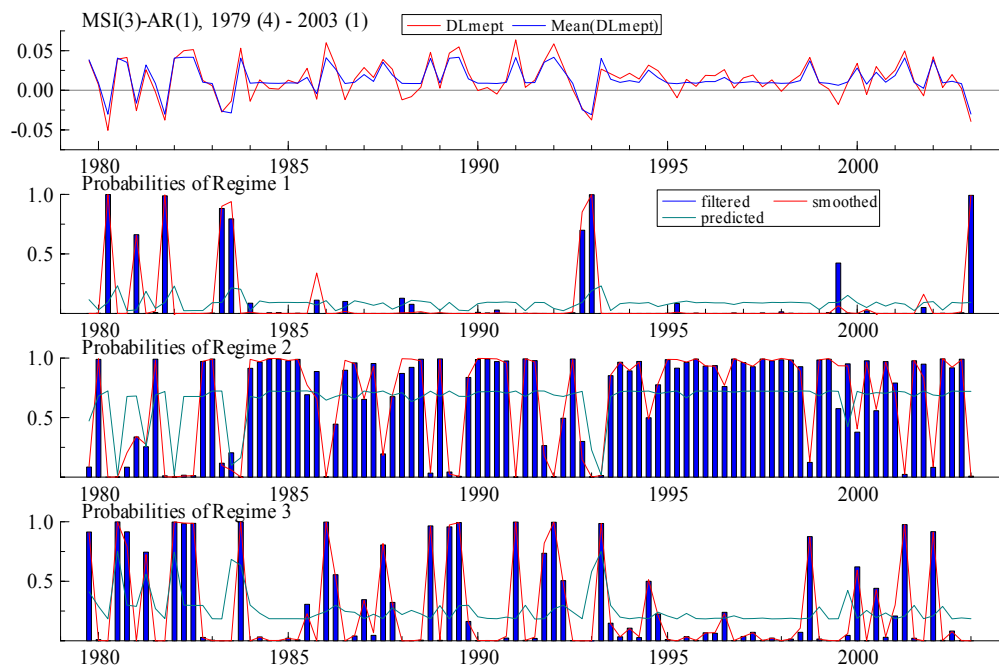 MSI(3)-AR(1), 1979 (4) - 2003 (1)
DLmept Mean(DLmept)
0.05
0.00
-0.05
1980 1985 1990 1995 2000
Probabilities of Regime 1
1.0
filtered smoothed
predicted
0.5
1980 1985 1990 1995 2000
Probabilities of Regime 2
1.0
0.5
1980 1985 1990 1995 2000
Probabilities of Regime 3
1.0
0.5
1980 1985 1990 1995 2000